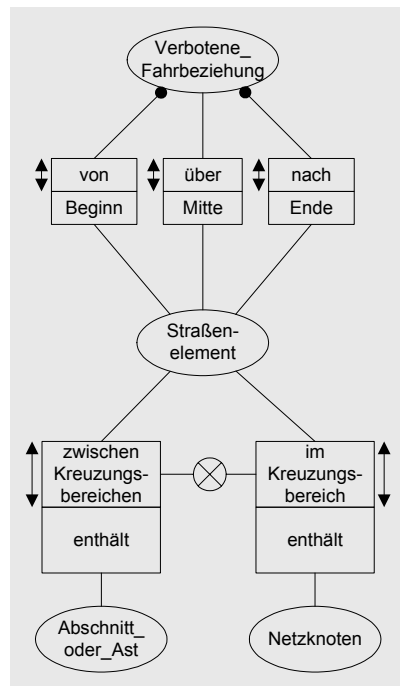 Verbotene_
Fahrbeziehung
von
über
nach
Beginn
Mitte
Ende
Straßen-
element
zwischen
Kreuzungs-
bereichen
im
Kreuzungs-
bereich
enthält
enthält
Abschnitt_
oder_Ast
Netzknoten